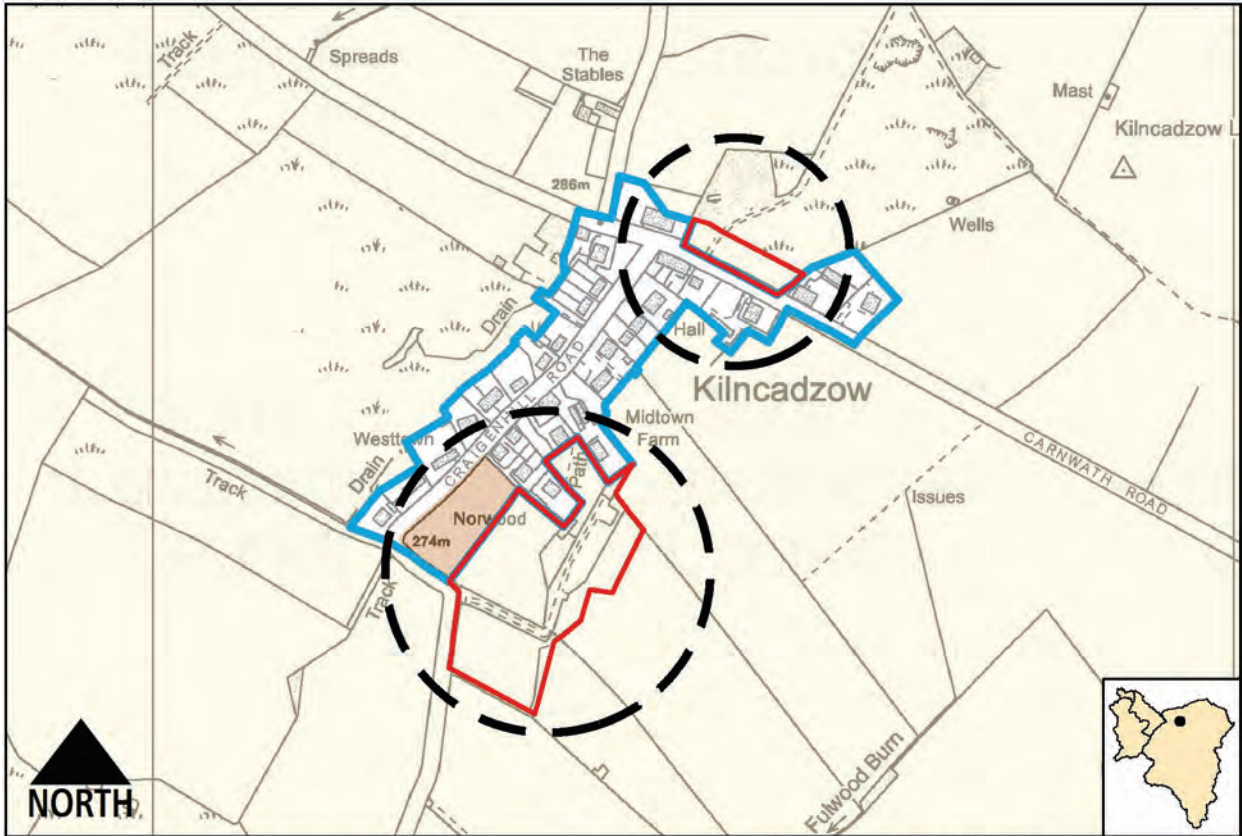 Track
Spreads
The
Stables
Mast
Kilncadzow L
286m
Wells
Drain
Hall
Kilncadzow
CRAIGENHILL ROAD
Midtown
Farm
Westtown
Drain
Path
Track
CARNWATH ROAD
Issues
Norwood
274m
Track
Fulwood Burn
NORTH